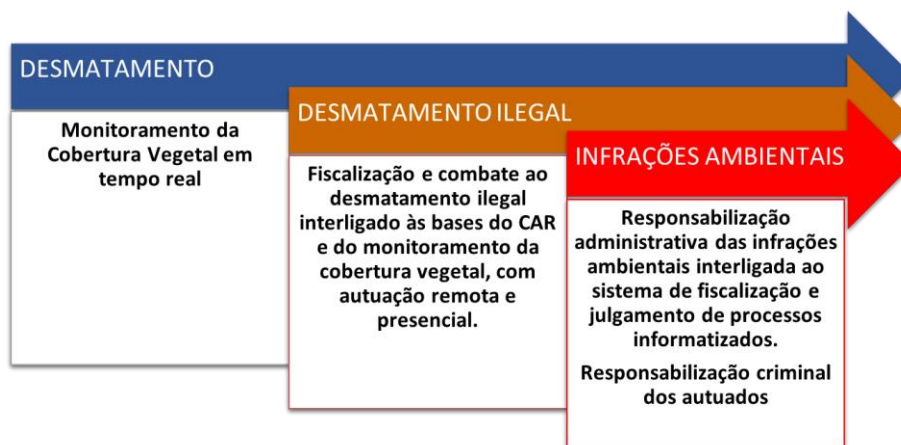 DESMATAMENTO
Monitoramento da
Cobertura Vegetal em
tempo real
DESMATAMENTO ILEGAL
Fiscalização e combate ao
desmatamento ilegal
interligado às bases do CAR
e do monitoramento da
cobertura vegetal, com
autuação remota e
presencial.
INFRAÇÕES AMBIENTAIS
Responsabilização
administrativa das infrações
ambientais interligada ao
sistema de fiscalização e
julgamento de processos
informatizados.
Responsabilização criminal
dos autuados